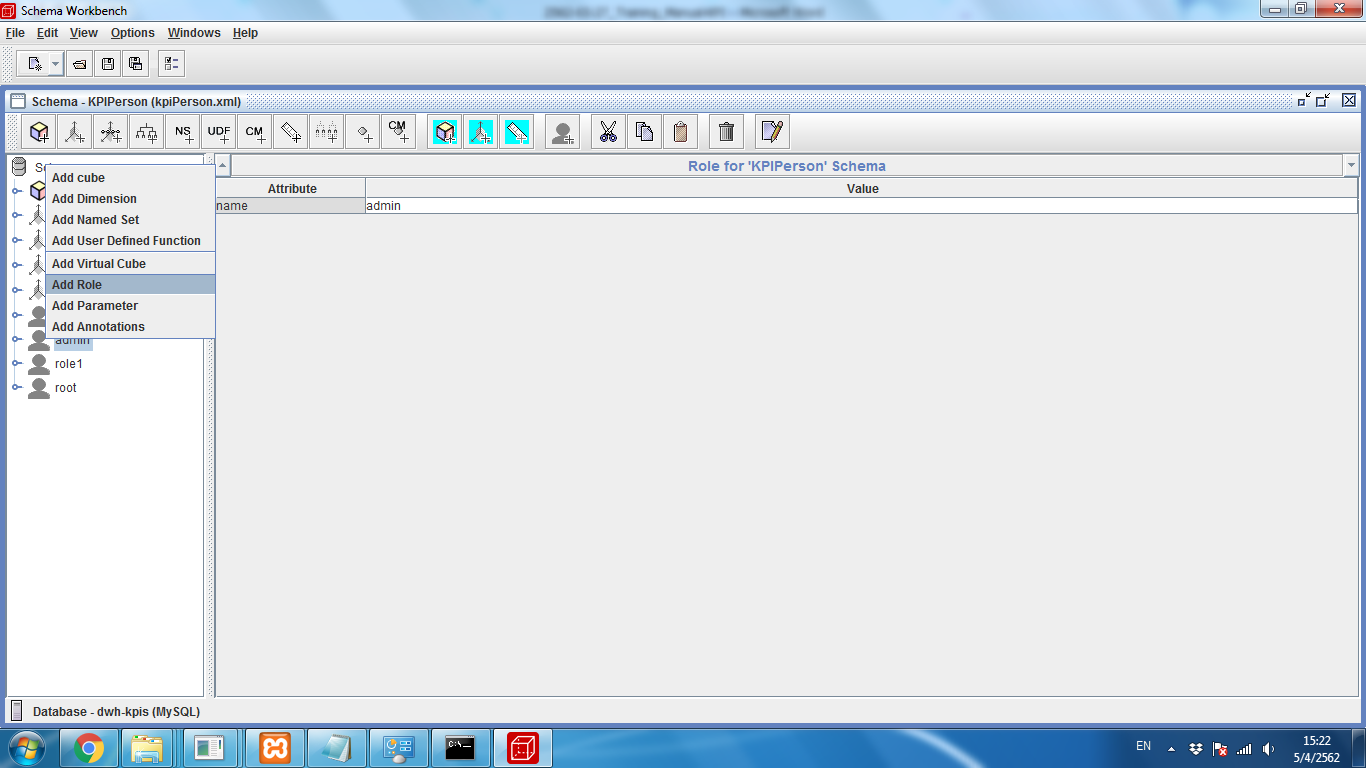 Schema Workbench
File Edit View Options Windows Help
Schema - KPIPerson (kpiPerson.xml)
NS UDF CM CM
Role for 'KPIPerson' Schema
Attribute Value
name admin
Add cube
Add Dimension
Add Named Set
Add User Defined Function
Add Virtual Cube
Add Role
Add Parameter
Add Annotations
admin
role1
root
Database - dwh-kpis (MySQL)
EN
15:22
5/4/2562